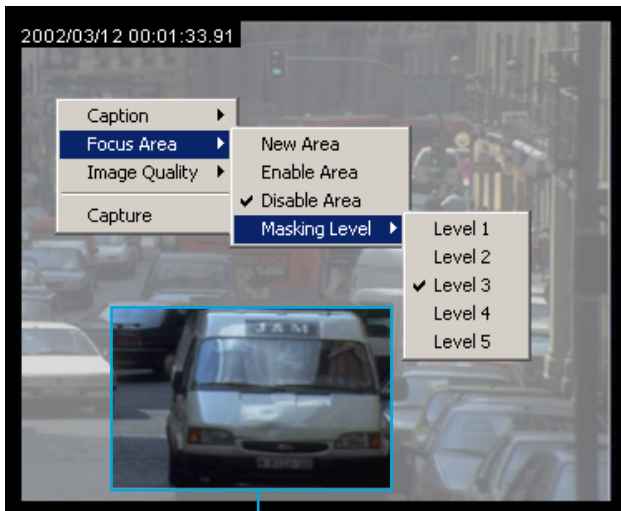 2002/03/12 00:01:33.91
Caption
Focus Area
Image Quality
Capture
New Area
Enable Area
Disable Area
Masking Level
Level 1
Level 2
Level 3
Level 4
Level 5
J & M